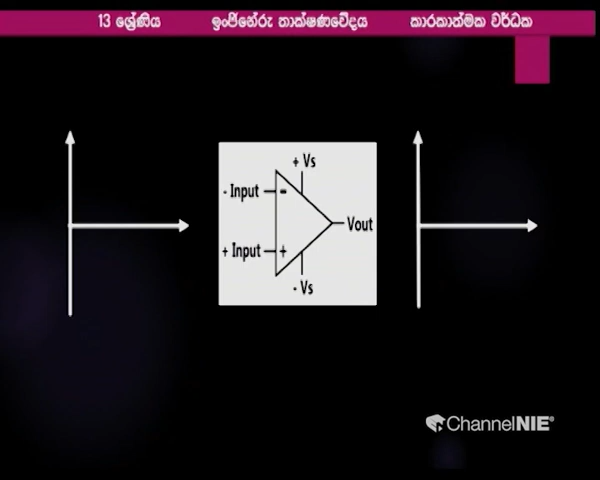 13 ශ්‍රේණිය ඉංජිනේරු තාක්ෂණවේදය කාරකාත්මක වර්ධක
+ Vs
- Input -
Vout
+ Input +
- Vs
ChannelNIE®